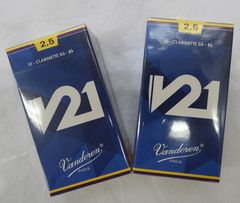 2,5
10 - CLARINETTE Bb - Sib
V21
Vandoren
PARIS
2,5
10 - CLARINETTE Bb - Sib
V21
Vandoren
PARIS